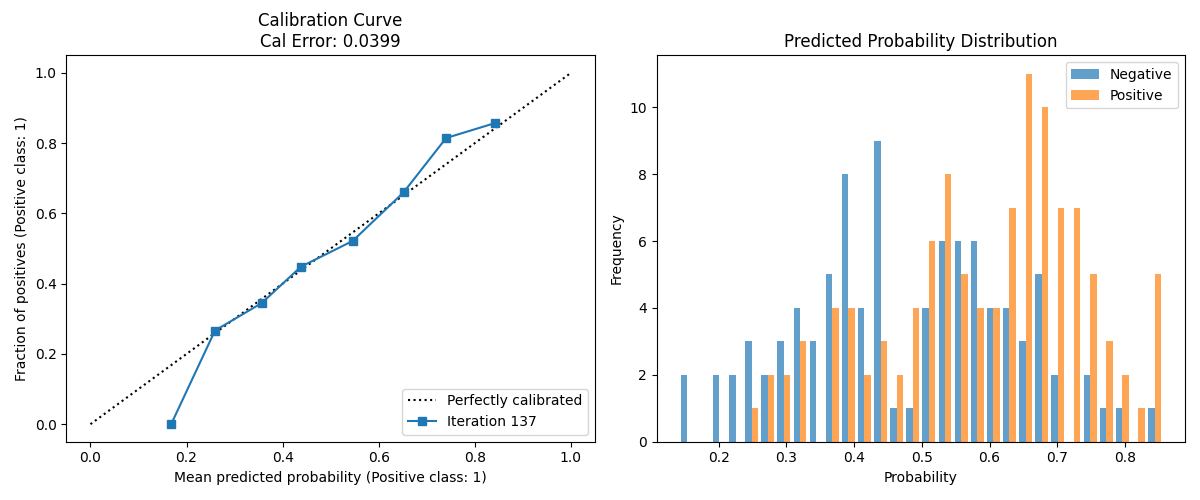 Calibration Curve
Cal Error: 0.0399
1.0
0.8
0.6
0.4
0.2
0.0
Fraction of positives (Positive class: 1)
0.0 0.2 0.4 0.6 0.8 1.0
Mean predicted probability (Positive class: 1)
Perfectly calibrated
Iteration 137
Predicted Probability Distribution
Negative
Positive
10
8
6
4
2
0
Frequency
0.2 0.3 0.4 0.5 0.6 0.7 0.8
Probability